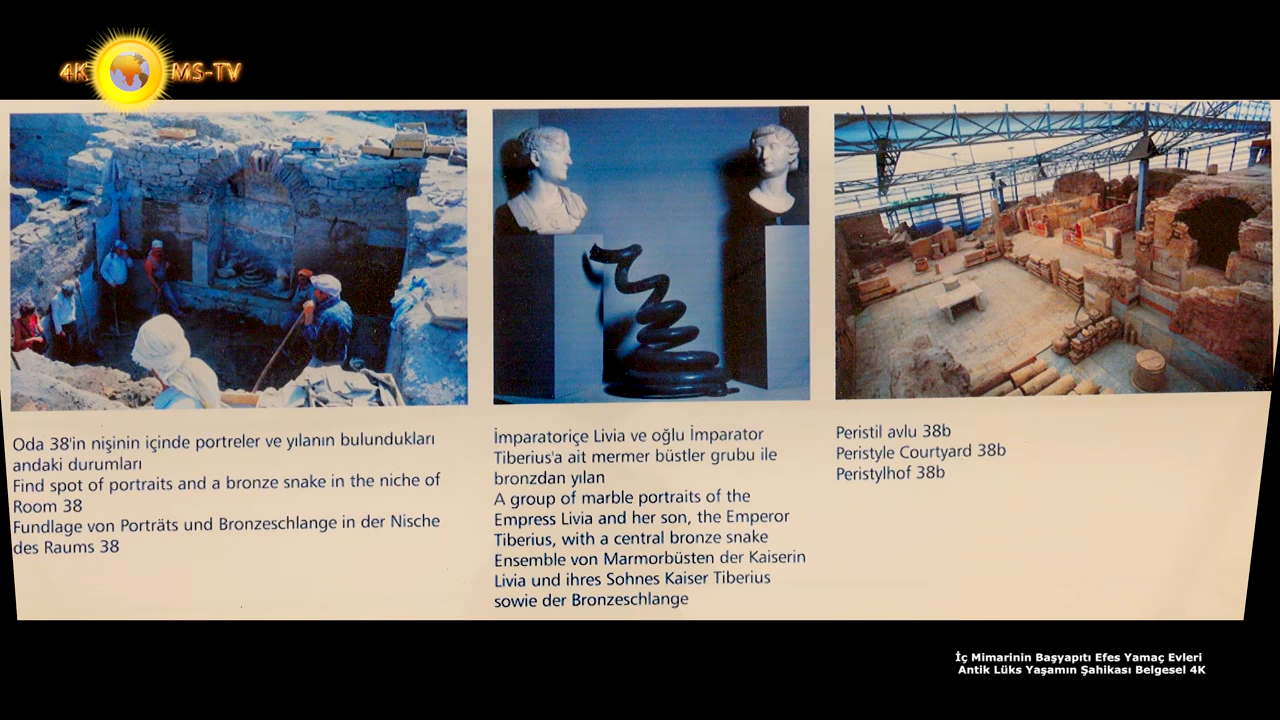 4K MS-TV
Oda 38'in nişinin içinde portreler ve yılanın bulundukları
andaki durumları
Find spot of portraits and a bronze snake in the niche of
Room 38
Fundlage von Porträts und Bronzeschlange in der Nische
des Raums 38
İmparatoriçe Livia ve oğlu İmparator
Tiberius'a ait mermer büstler grubu ile
bronzdan yılan
A group of marble portraits of the
Empress Livia and her son, the Emperor
Tiberius, with a central bronze snake
Ensemble von Marmorbüsten der Kaiserin
Livia und ihres Sohnes Kaiser Tiberius
sowie der Bronzeschlange
Peristil avlu 38b
Peristyle Courtyard 38b
Peristylhof 38b
İç Mimarinin Başyapıtı Efes Yamaç Evleri
Antik Lüks Yaşamın Şahikası Belgesel 4K